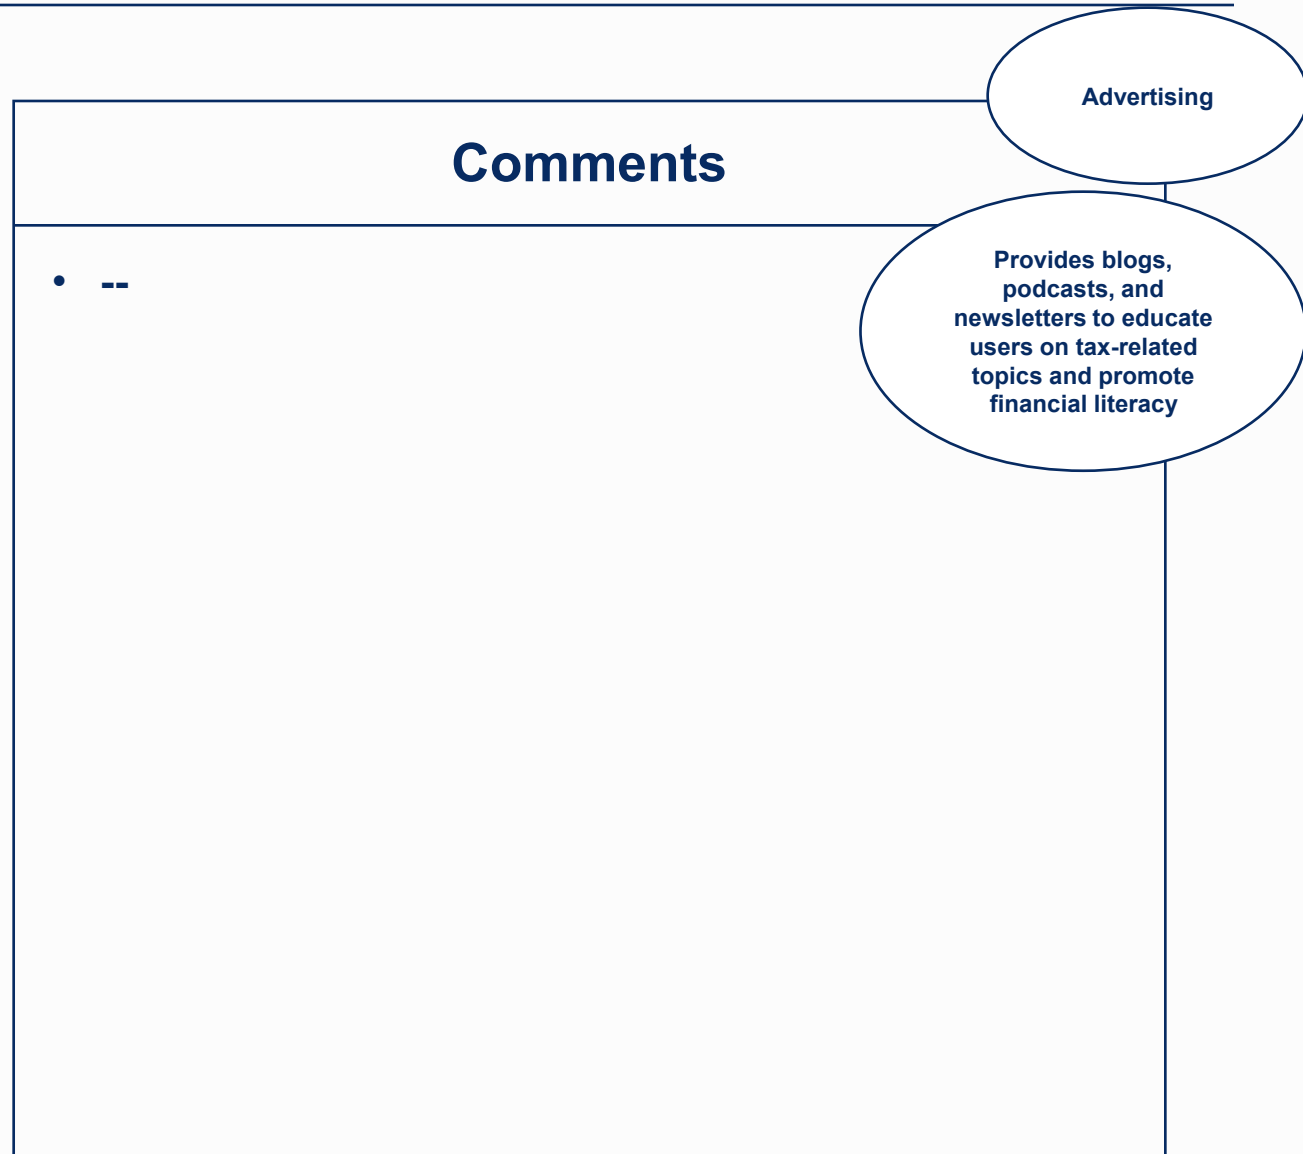 Advertising
Comments
• --
Provides blogs,
podcasts, and
newsletters to educate
users on tax-related
topics and promote
financial literacy